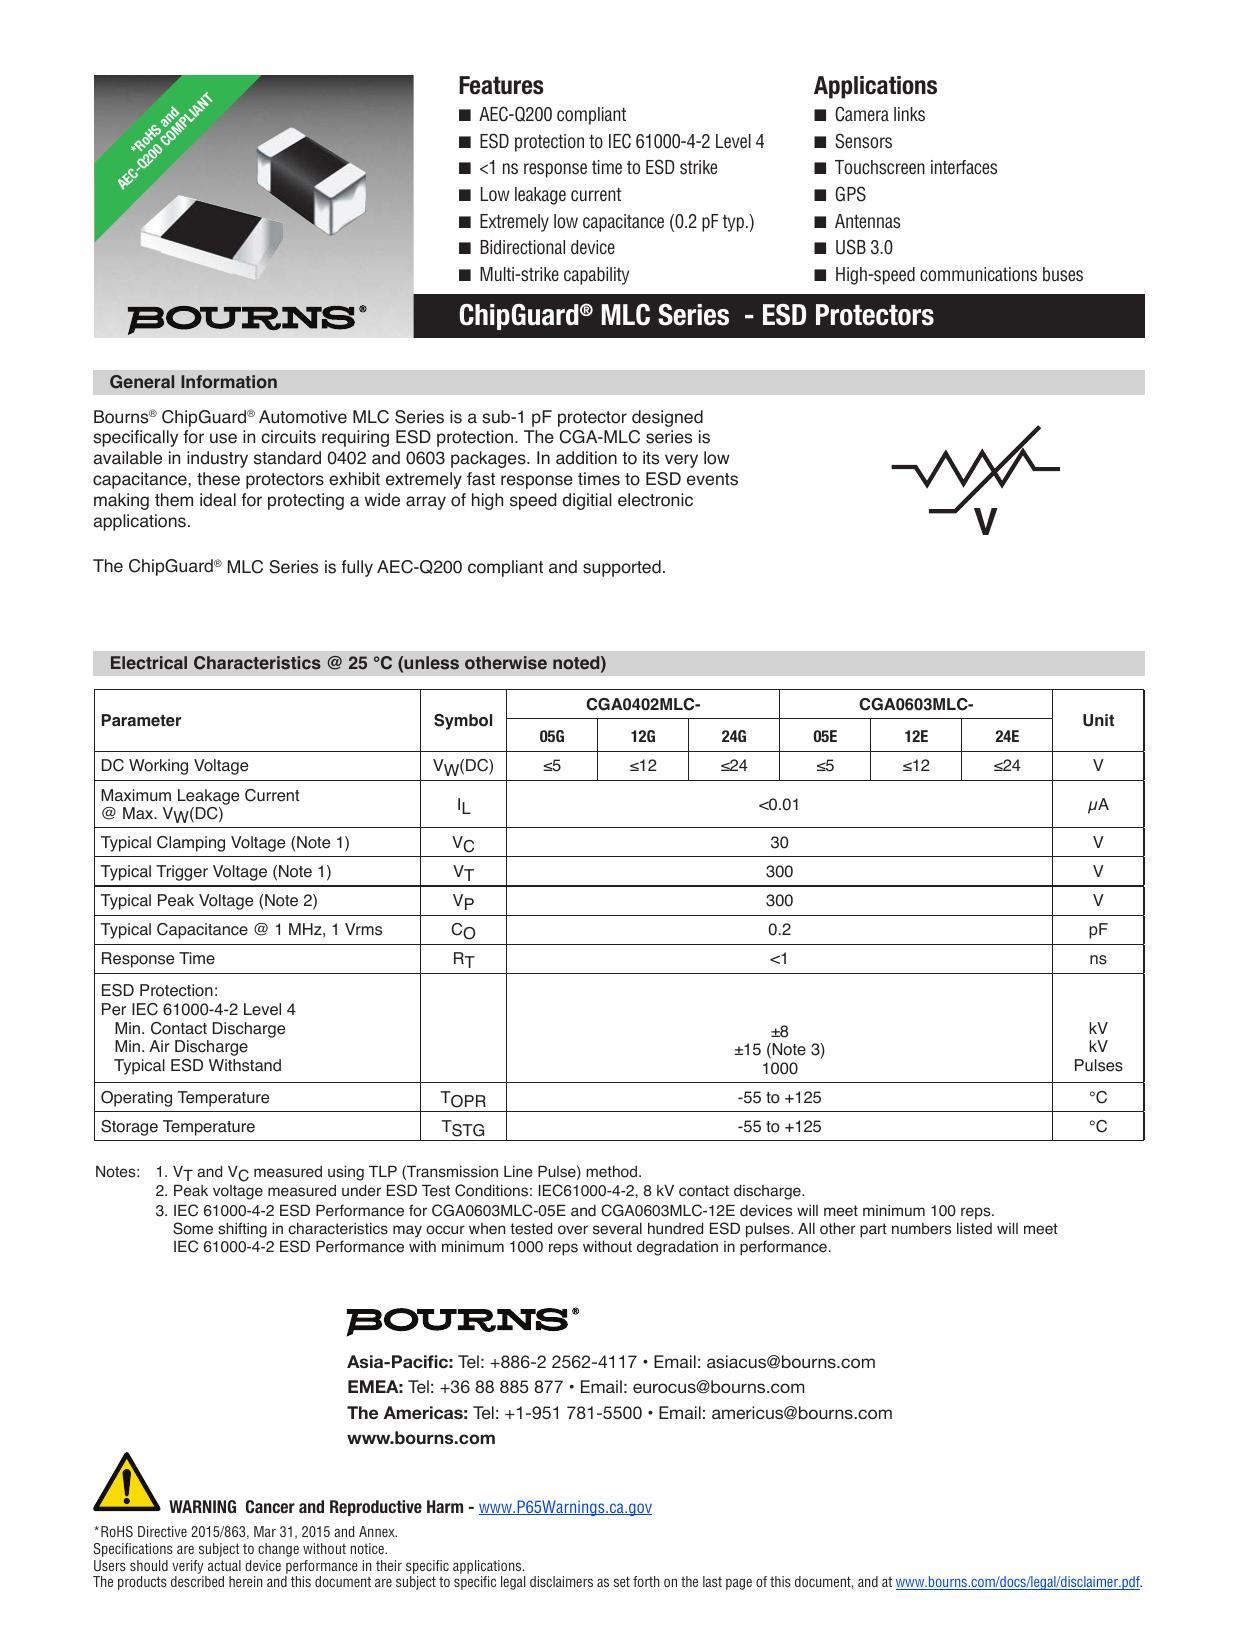 *RoHS and
AEC-Q200 COMPLIANT
BOURNS®
Features
■ AEC-Q200 compliant
■ ESD protection to IEC 61000-4-2 Level 4
■ <1 ns response time to ESD strike
■ Low leakage current
■ Extremely low capacitance (0.2 pF typ.)
■ Bidirectional device
■ Multi-strike capability
Applications
■ Camera links
■ Sensors
■ Touchscreen interfaces
■ GPS
■ Antennas
■ USB 3.0
■ High-speed communications buses
ChipGuard® MLC Series - ESD Protectors
General Information
Bourns® ChipGuard® Automotive MLC Series is a sub-1 pF protector designed
specifically for use in circuits requiring ESD protection. The CGA-MLC series is
available in industry standard 0402 and 0603 packages. In addition to its very low
capacitance, these protectors exhibit extremely fast response times to ESD events
making them ideal for protecting a wide array of high speed digitial electronic
applications.
The ChipGuard® MLC Series is fully AEC-Q200 compliant and supported.
V
Electrical Characteristics @ 25 °C (unless otherwise noted)
Parameter Symbol CGA0402MLC- CGA0603MLC- Unit
05G 12G 24G 05E 12E 24E
DC Working Voltage VW(DC) ≤5 ≤12 ≤24 ≤5 ≤12 ≤24 V
Maximum Leakage Current
@ Max. VW(DC) IL <0.01 µA
Typical Clamping Voltage (Note 1) VC 30 V
Typical Trigger Voltage (Note 1) VT 300 V
Typical Peak Voltage (Note 2) VP 300 V
Typical Capacitance @ 1 MHz, 1 Vrms CO 0.2 pF
Response Time RT <1 ns
ESD Protection:
Per IEC 61000-4-2 Level 4
Min. Contact Discharge ±8 kV
Min. Air Discharge ±15 (Note 3) kV
Typical ESD Withstand 1000 Pulses
Operating Temperature TOPR -55 to +125 °C
Storage Temperature TSTG -55 to +125 °C
Notes: 1. VT and VC measured using TLP (Transmission Line Pulse) method.
2. Peak voltage measured under ESD Test Conditions: IEC61000-4-2, 8 kV contact discharge.
3. IEC 61000-4-2 ESD Performance for CGA0603MLC-05E and CGA0603MLC-12E devices will meet minimum 100 reps.
Some shifting in characteristics may occur when tested over several hundred ESD pulses. All other part numbers listed will meet
IEC 61000-4-2 ESD Performance with minimum 1000 reps without degradation in performance.
BOURNS®
Asia-Pacific: Tel: +886-2 2562-4117 • Email: asiacus@bourns.com
EMEA: Tel: +36 88 885 877 • Email: eurocus@bourns.com
The Americas: Tel: +1-951 781-5500 • Email: americus@bourns.com
www.bourns.com
WARNING Cancer and Reproductive Harm - www.P65Warnings.ca.gov
*RoHS Directive 2015/863, Mar 31, 2015 and Annex.
Specifications are subject to change without notice.
Users should verify actual device performance in their specific applications.
The products described herein and this document are subject to specific legal disclaimers as set forth on the last page of this document, and at www.bourns.com/docs/legal/disclaimer.pdf.